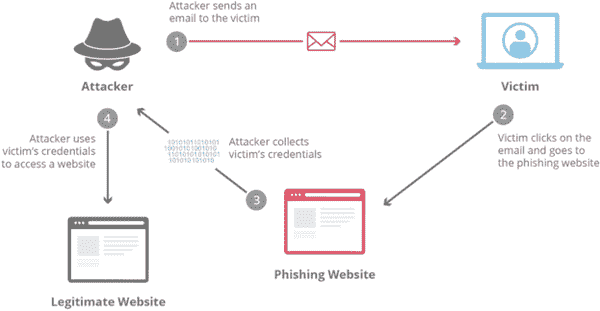 Attacker sends an
email to the victim
1
Attacker
Victim
4
2
Attacker uses
victim's credentials
to access a website
10101011010101
Attacker collects
victim's credentials
Victim clicks on the
email and goes to
the phishing website
3
Phishing Website
Legitimate Website